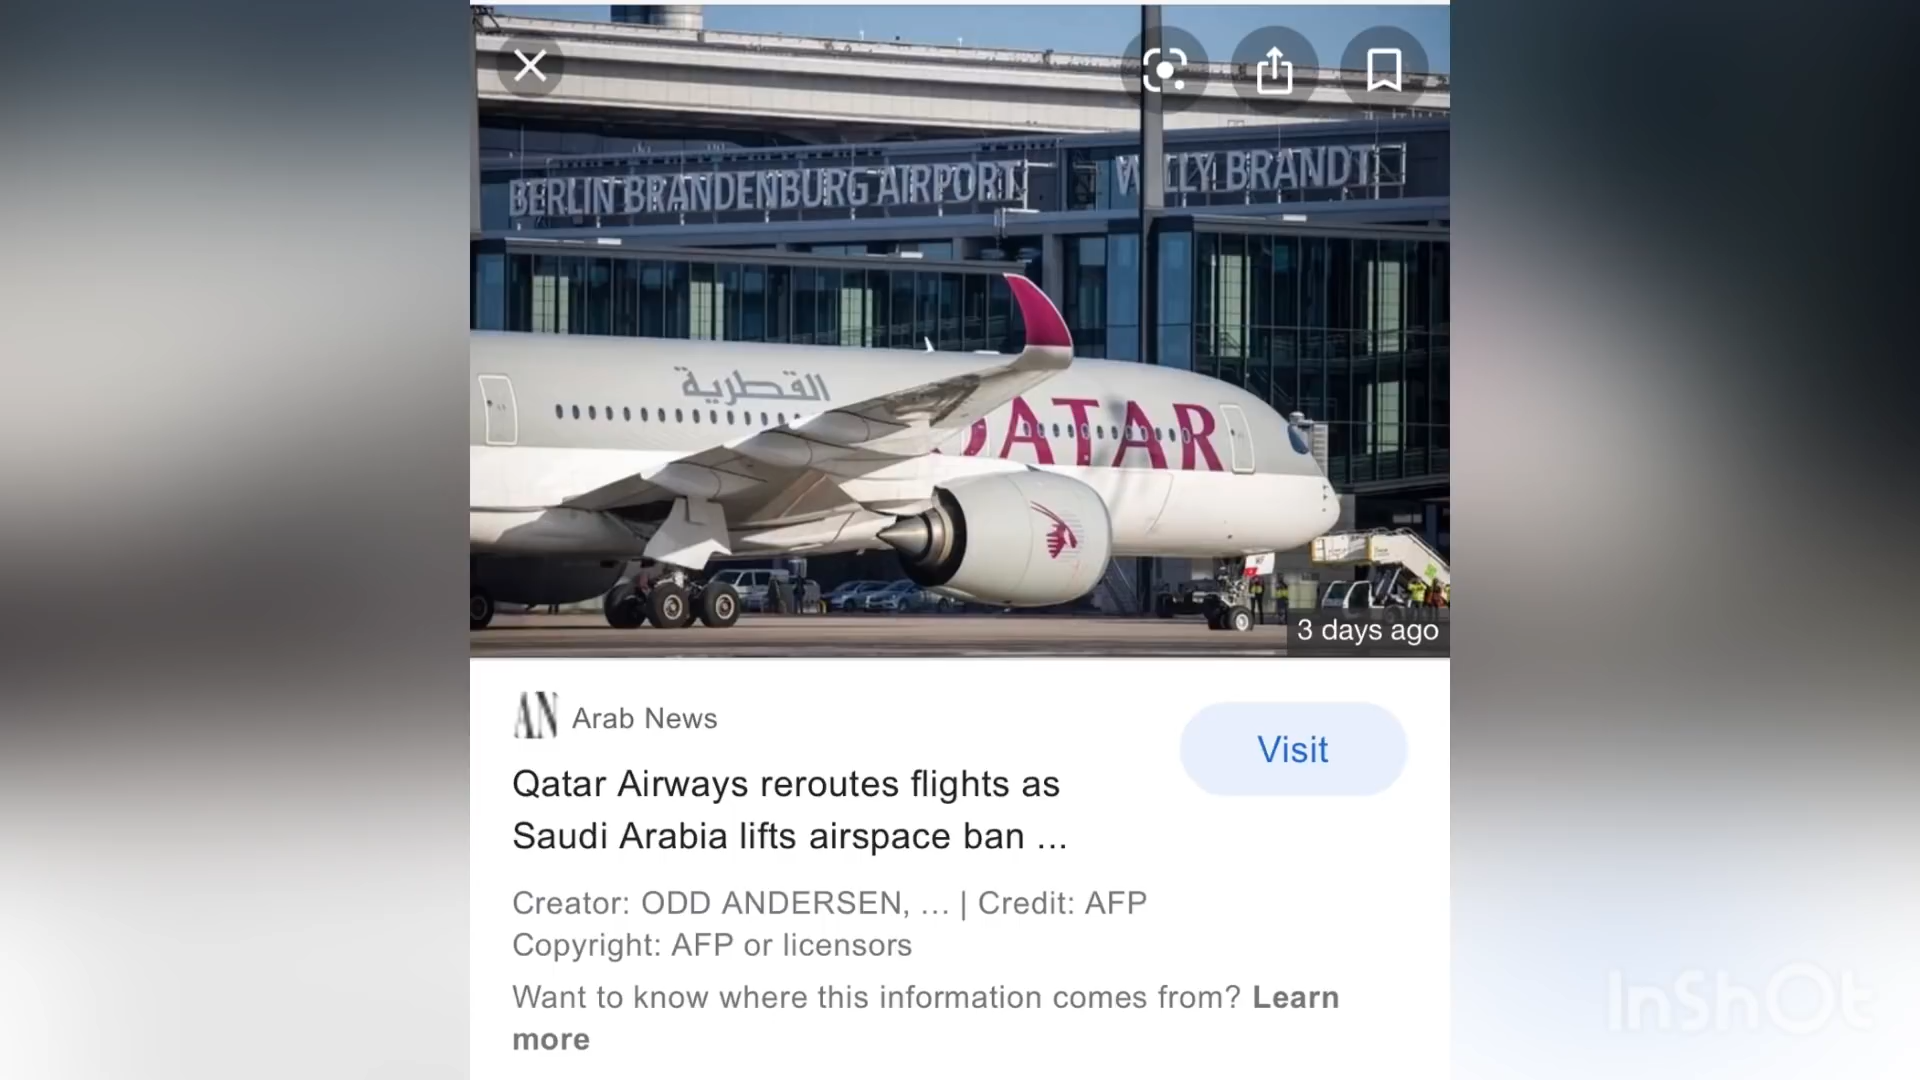 BERLIN BRANDENBURG AIRPORT WILLY BRANDT
القطرية
QATAR
3 days ago
AN Arab News
Visit
Qatar Airways reroutes flights as
Saudi Arabia lifts airspace ban ...
Creator: ODD ANDERSEN, ... | Credit: AFP
Copyright: AFP or licensors
Want to know where this information comes from? Learn
more
InShOt